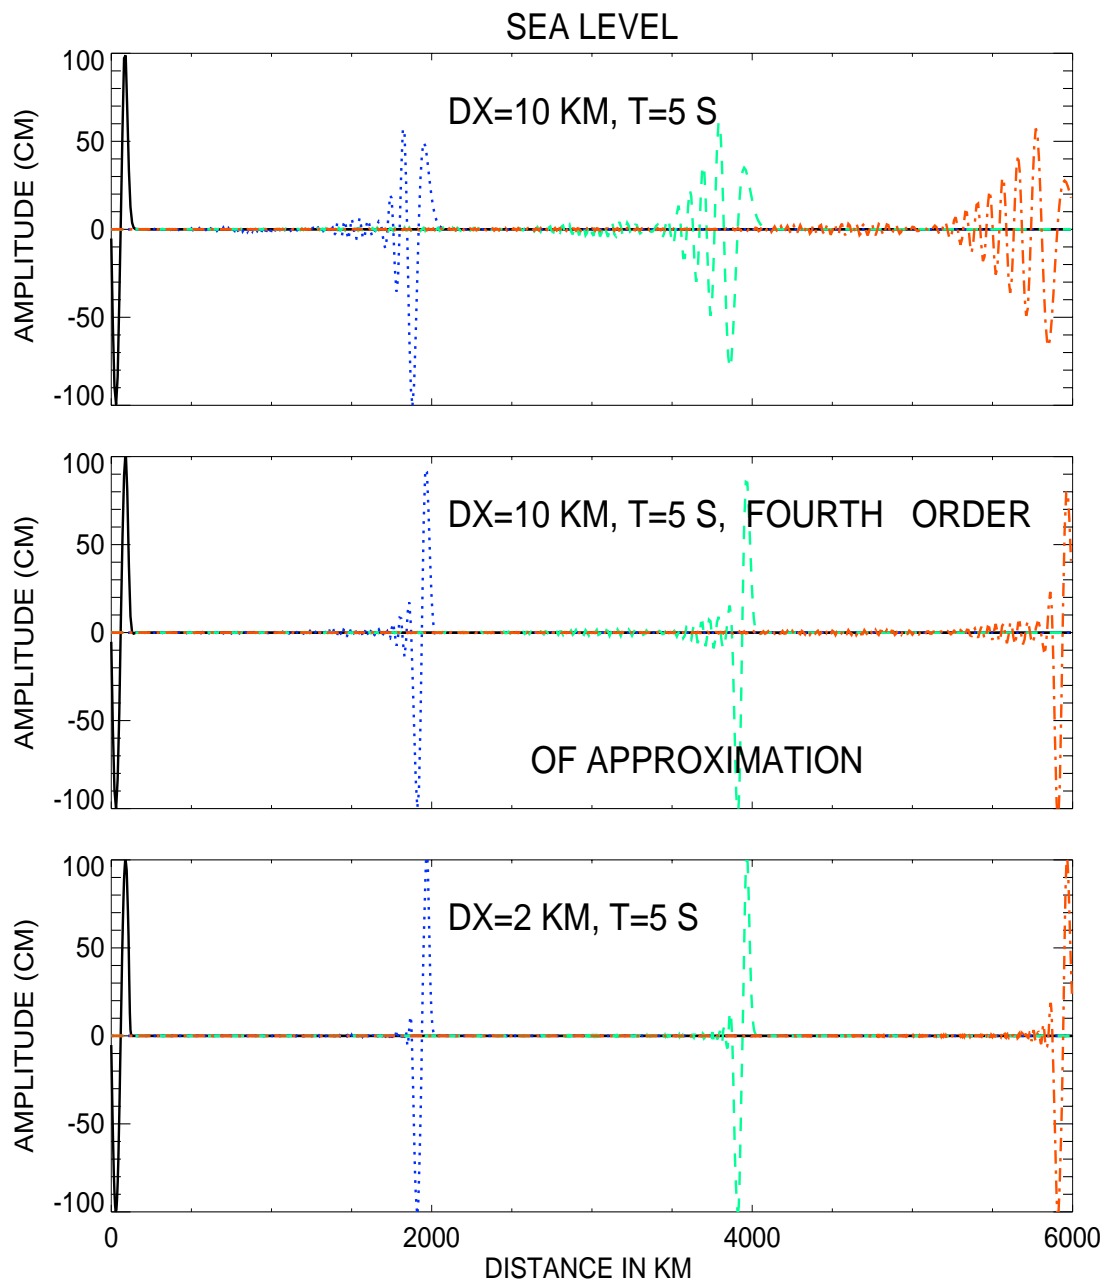 SEA LEVEL
100
50
0
-50
-100
AMPLITUDE (CM)
DX=10 KM, T=5 S
100
50
0
-50
-100
AMPLITUDE (CM)
DX=10 KM, T=5 S, FOURTH ORDER
OF APPROXIMATION
100
50
0
-50
-100
AMPLITUDE (CM)
DX=2 KM, T=5 S
0 2000 4000 6000
DISTANCE IN KM